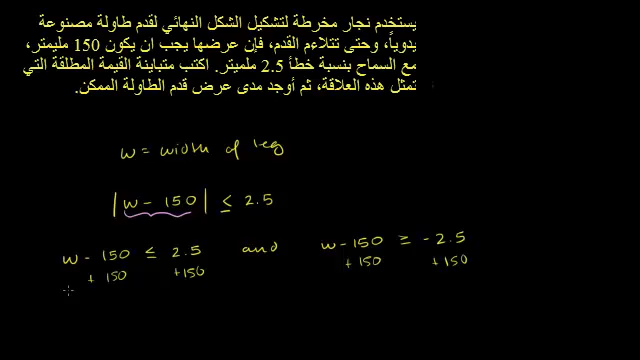 يستخدم نجار مخرطة لتشكيل الشكل النهائي لقدم طاولة مصنوعة
يدوياً، وحتى تتلاءم القدم، فإن عرضها يجب ان يكون 150 مليمتر،
مع السماح بنسبة خطأ 2.5 ملميتر. اكتب متباينة القيمة المطلقة التي
تمثل هذه العلاقة، ثم أوجد مدى عرض قدم الطاولة الممكن.
w = width of leg
|w - 150| ≤ 2.5
w - 150 ≤ 2.5 and w - 150 ≥ - 2.5
+ 150 +150 + 150 + 150